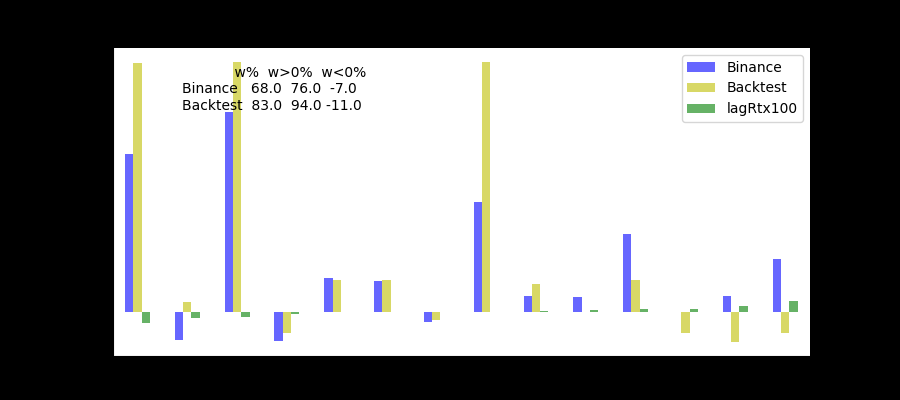 w%  w>0%  w<0%
Binance   68.0  76.0  -7.0
Backtest  83.0  94.0 -11.0
Binance
Backtest
lagRtx100